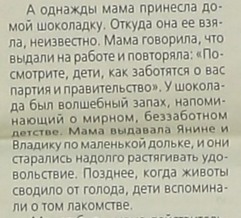 А однажды мама принесла до-
мой шоколадку. Откуда она ее взя-
ла, неизвестно. Мама говорила, что
выдали на работе и повторяла: «По-
смотрите, дети, как заботятся о вас
партия и правительство». У шокола-
да был волшебный запах, напоми-
нающий о мирном, беззаботном
детстве. Мама выдавала Янине и
Владику по маленькой дольке, и они
старались надолго растягивать удо-
вольствие. Позднее, когда животы
сводило от голода, дети вспомина-
ли о том лакомстве.